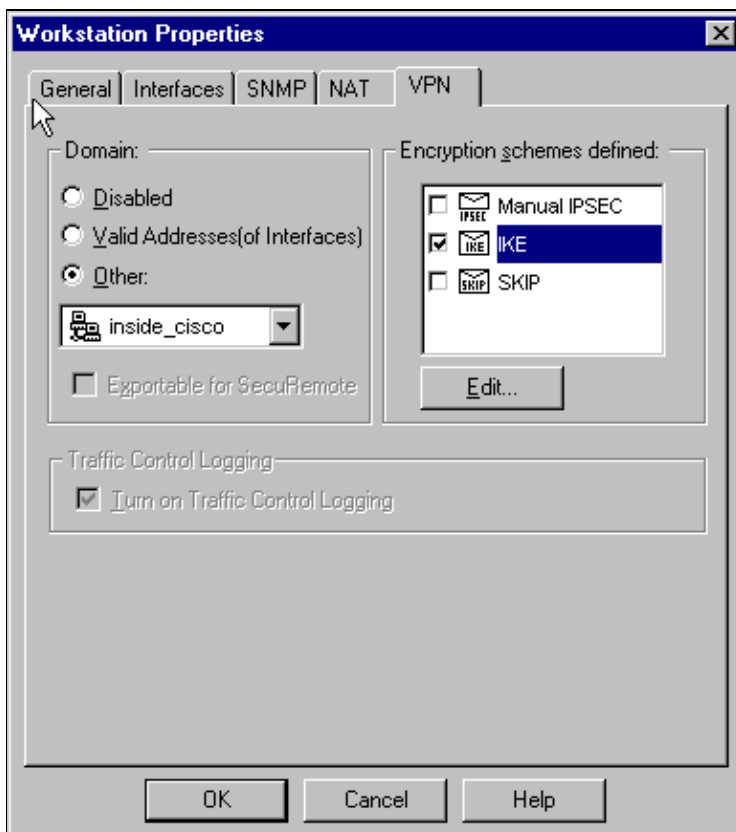 Workstation Properties
General Interfaces SNMP NAT VPN
Domain:
Disabled
Valid Addresses(of Interfaces)
Other:
inside_cisco
Exportable for SecuRemote
Encryption schemes defined:
IPSEC Manual IPSEC
IKE IKE
SKIP SKIP
Edit...
Traffic Control Logging
Turn on Traffic Control Logging
OK Cancel Help